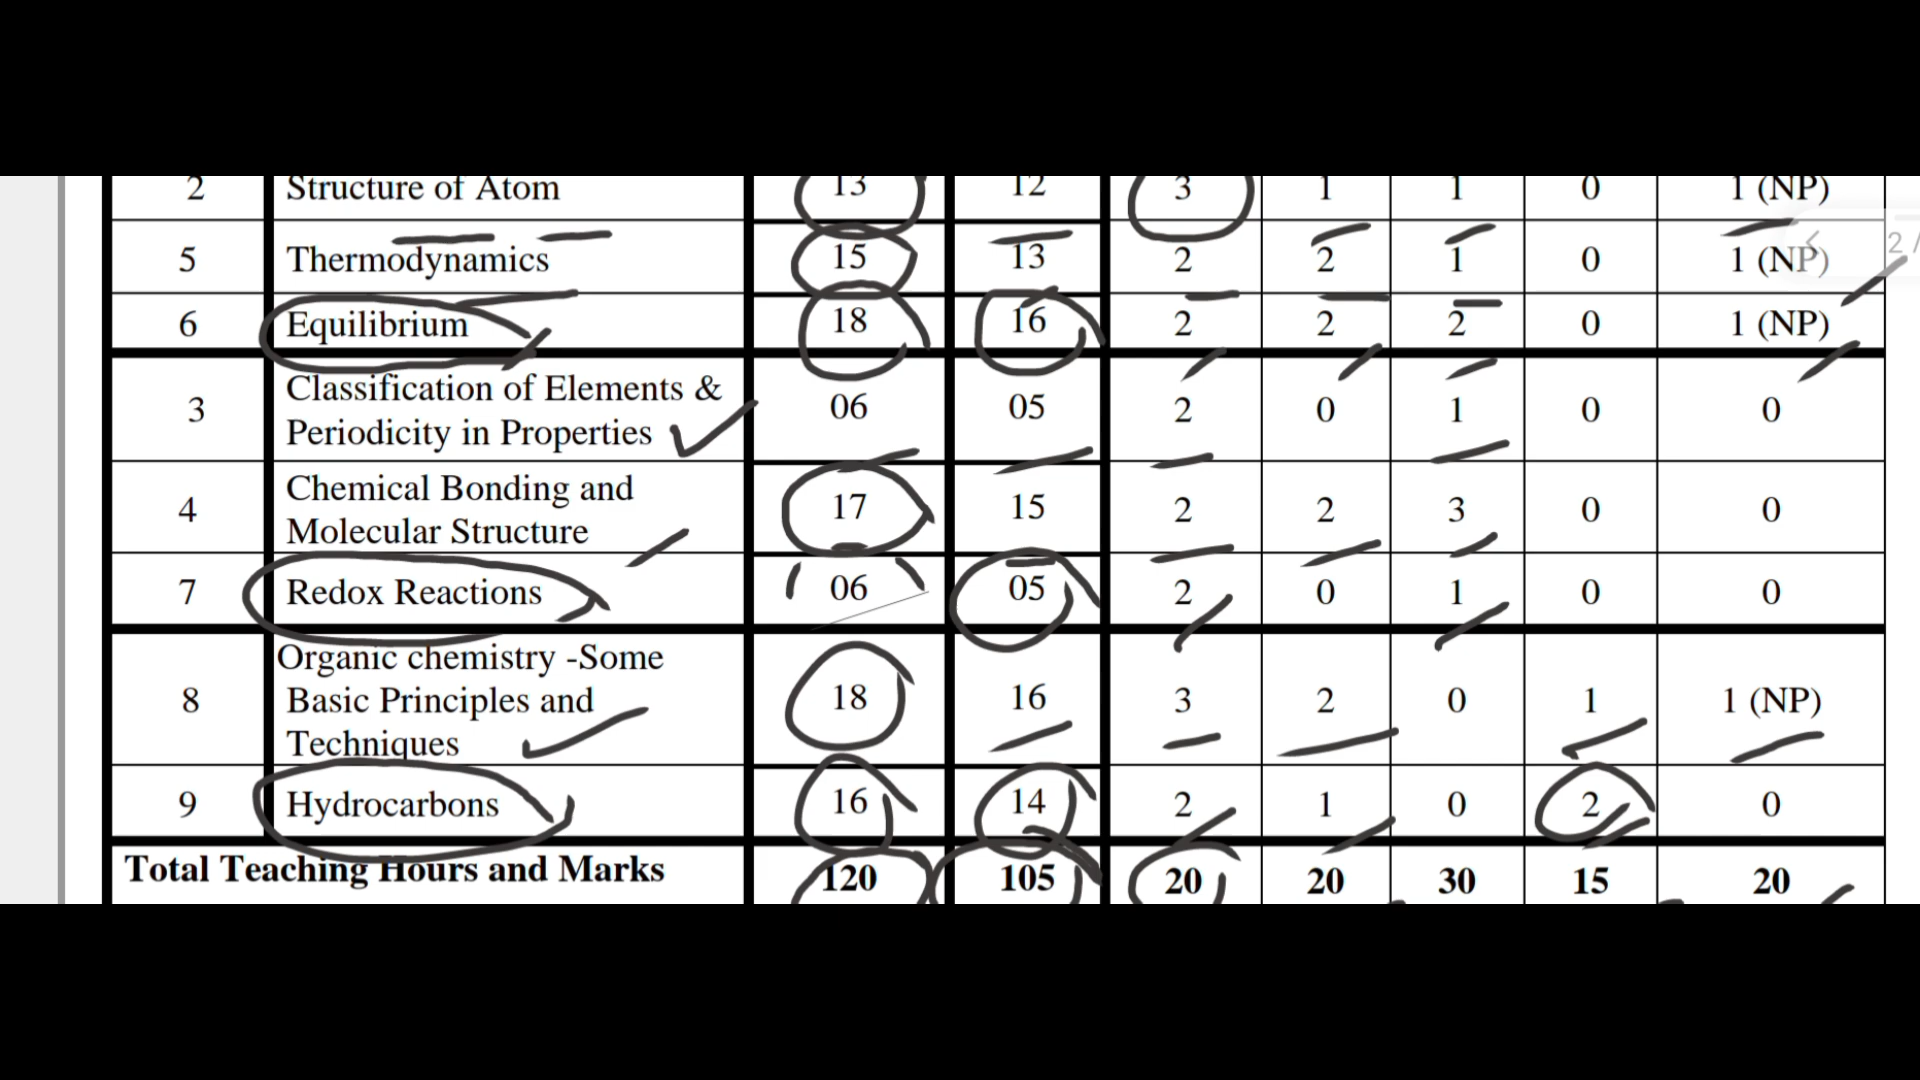 2 Structure of Atom 13 12 3 1 1 0 1 (NP)
5 Thermodynamics 15 13 2 2 1 0 1 (NP)
2/
6 Equilibrium 18 16 2 2 2 0 1 (NP)
3 Classification of Elements & Periodicity in Properties 06 05 2 0 1 0 0
4 Chemical Bonding and Molecular Structure 17 15 2 2 3 0 0
7 Redox Reactions 06 05 2 0 1 0 0
8 Organic chemistry -Some Basic Principles and Techniques 18 16 3 2 0 1 1 (NP)
9 Hydrocarbons 16 14 2 1 0 2 0
Total Teaching Hours and Marks 120 105 20 20 30 15 20